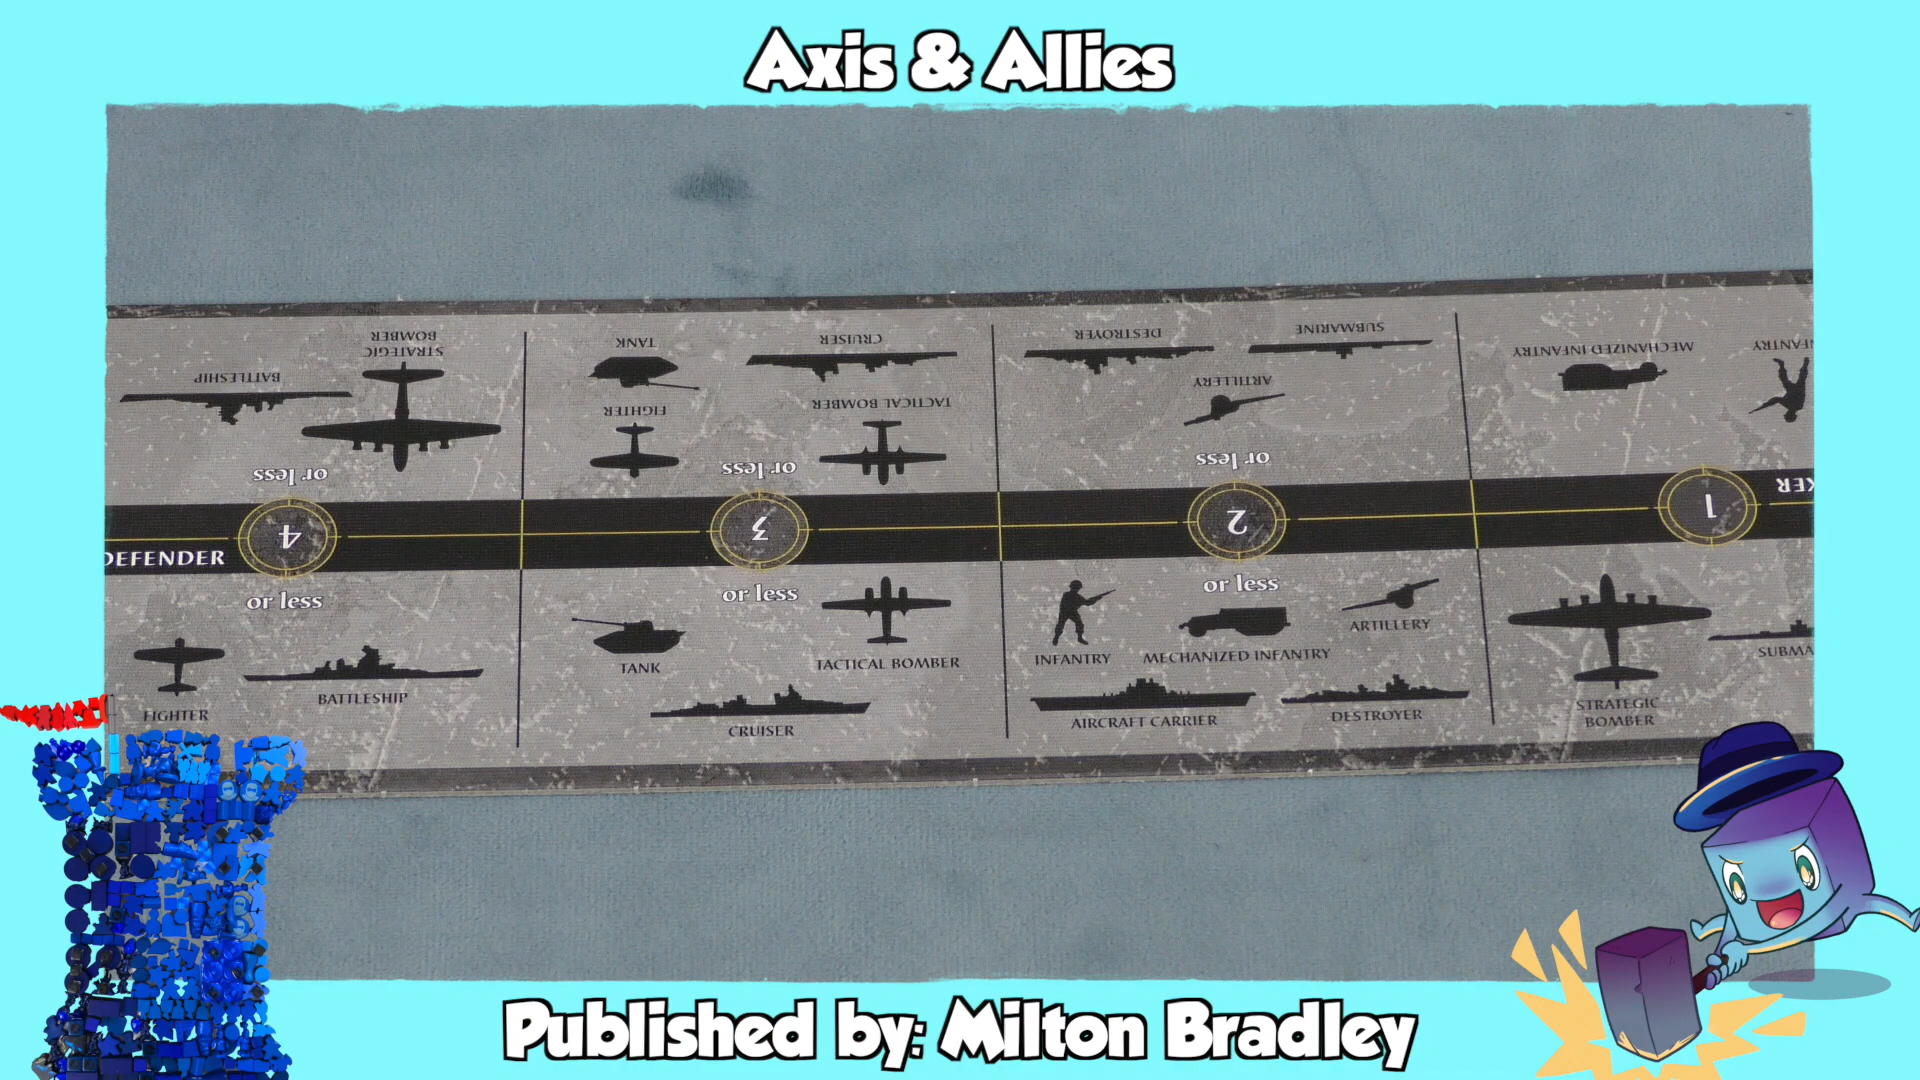 Axis & Allies
STRATEGIC
BOMBER
BATTLESHIP
or less
TANK
CRUISER
FIGHTER
TACTICAL BOMBER
or less
DESTROYER
SUBMARINE
ARTILLERY
or less
MECHANIZED INFANTRY
DEFENDER
4
3
2
1
or less
FIGHTER
BATTLESHIP
or less
TANK
TACTICAL BOMBER
CRUISER
or less
INFANTRY
MECHANIZED INFANTRY
ARTILLERY
AIRCRAFT CARRIER
DESTROYER
STRATEGIC
BOMBER
Published by: Milton Bradley